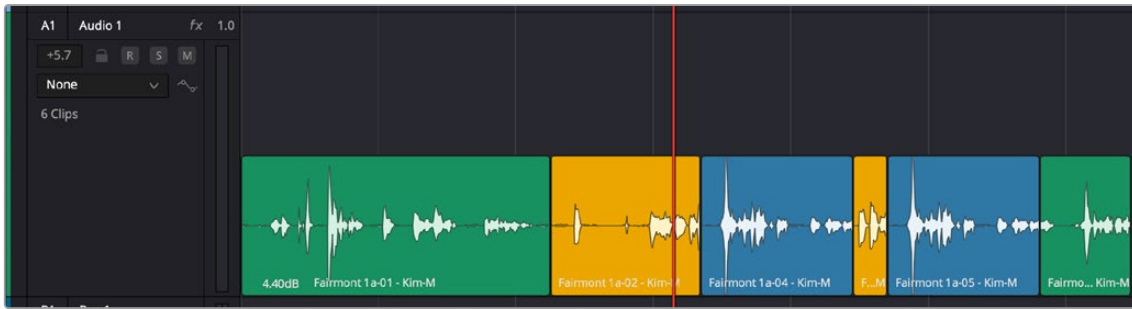 A1 Audio 1 fx 1.0
+5.7 R S M
None
6 Clips
4.40dB Fairmont 1a-01 - Kim-M
Fairmont 1a-02 - Kim-M
Fairmont 1a-04 - Kim-M
F...M
Fairmont 1a-05 - Kim-M
Fairmo... Kim-M